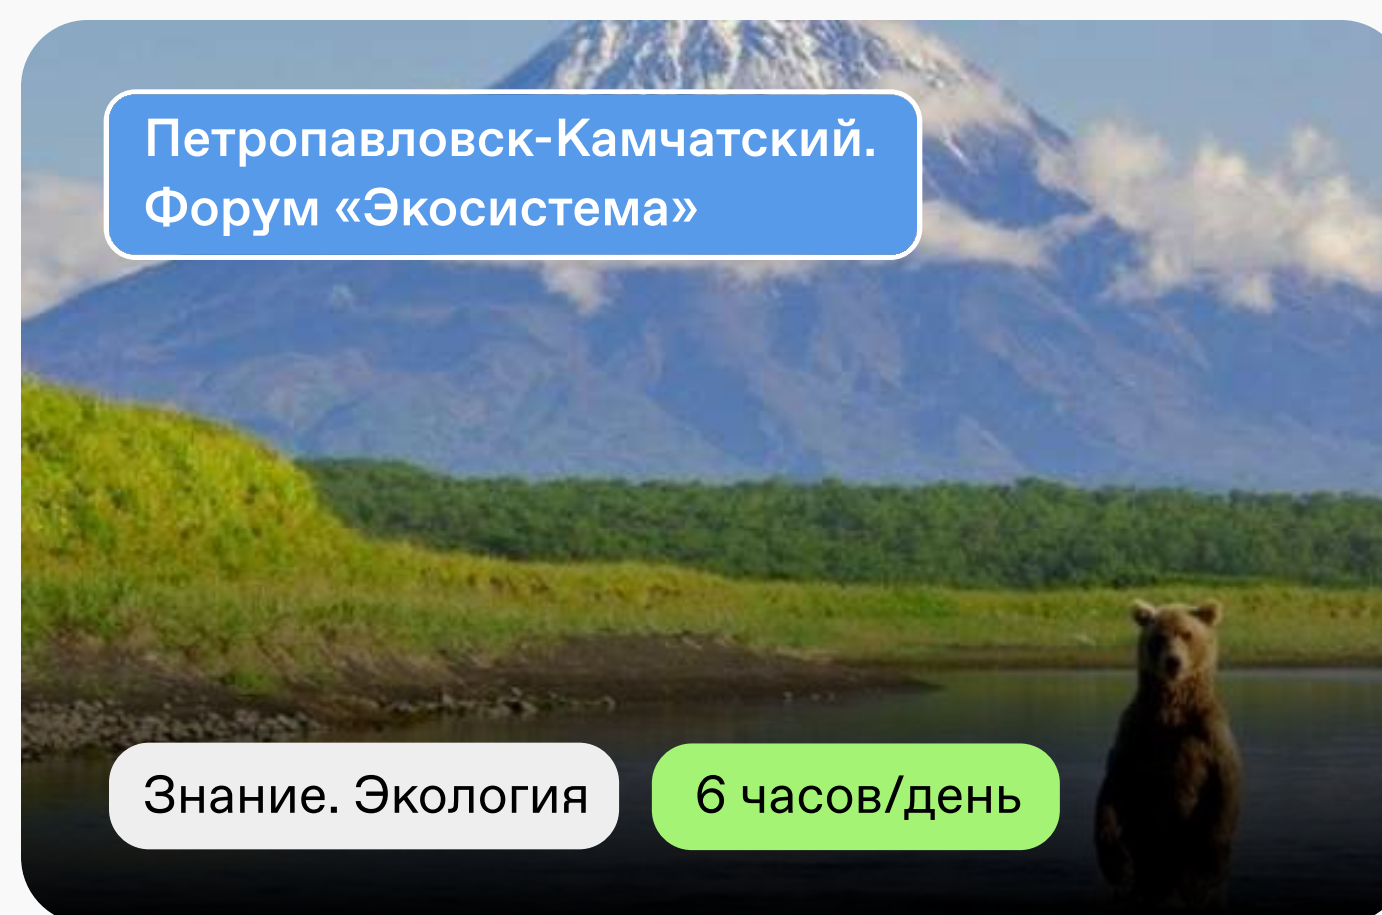 Петропавловск-Камчатский.
Форум «Экосистема»
Знание. Экология
6 часов/день